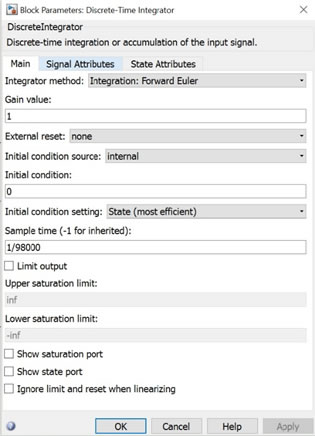 Block Parameters: Discrete-Time Integrator
DiscreteIntegrator
Discrete-time integration or accumulation of the input signal.
Main Signal Attributes State Attributes
Integrator method: Integration: Forward Euler
Gain value:
1
External reset: none
Initial condition source: internal
Initial condition:
0
Initial condition setting: State (most efficient)
Sample time (-1 for inherited):
1/98000
Limit output
Upper saturation limit:
inf
Lower saturation limit:
-inf
Show saturation port
Show state port
Ignore limit and reset when linearizing
OK Cancel Help Apply